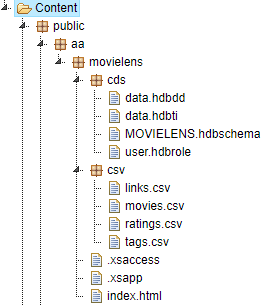 Content
public
aa
movielens
cds
data.hdbdd
data.hdbti
MOVIELENS.hdbschema
user.hdbrole
csv
links.csv
movies.csv
ratings.csv
tags.csv
.xsaccess
.xsapp
index.html